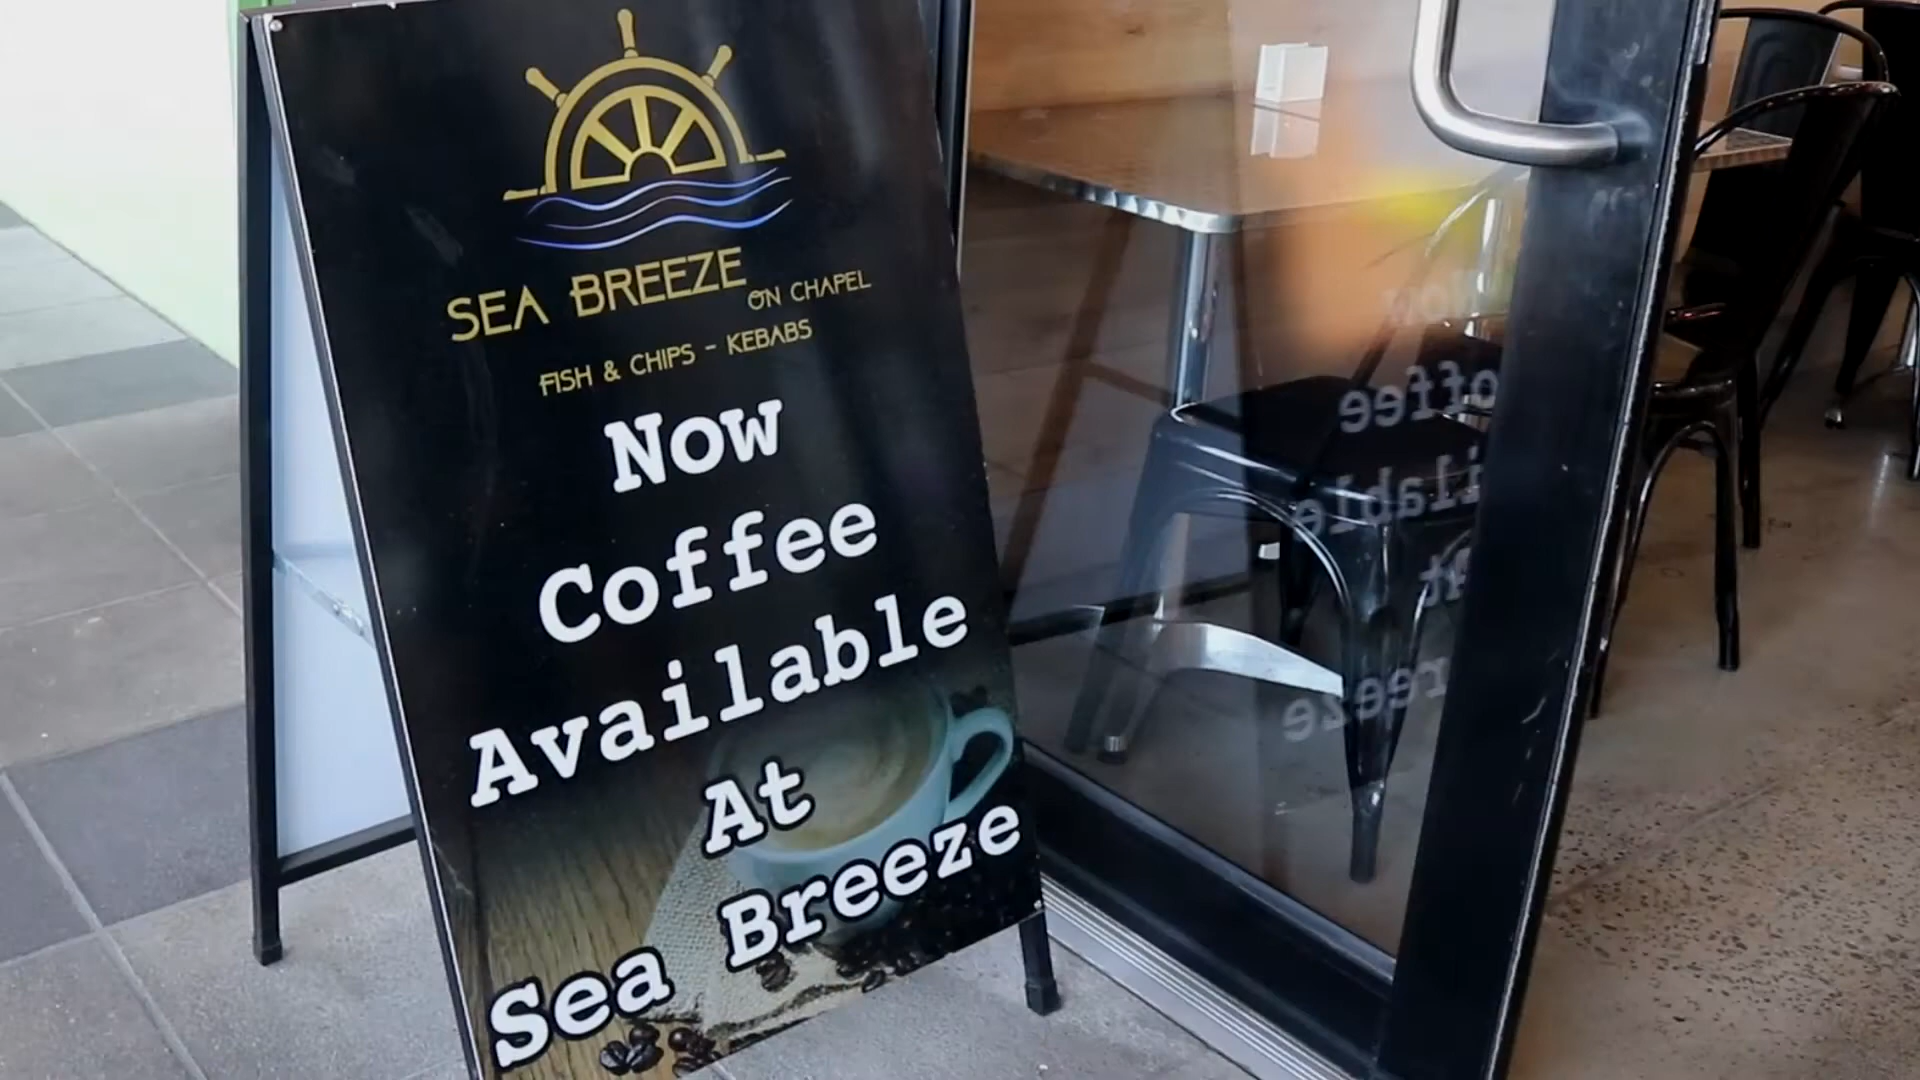 SEA BREEZE ON CHAPEL
FISH & CHIPS - KEBABS
Now
Coffee
Available
At
Sea Breeze